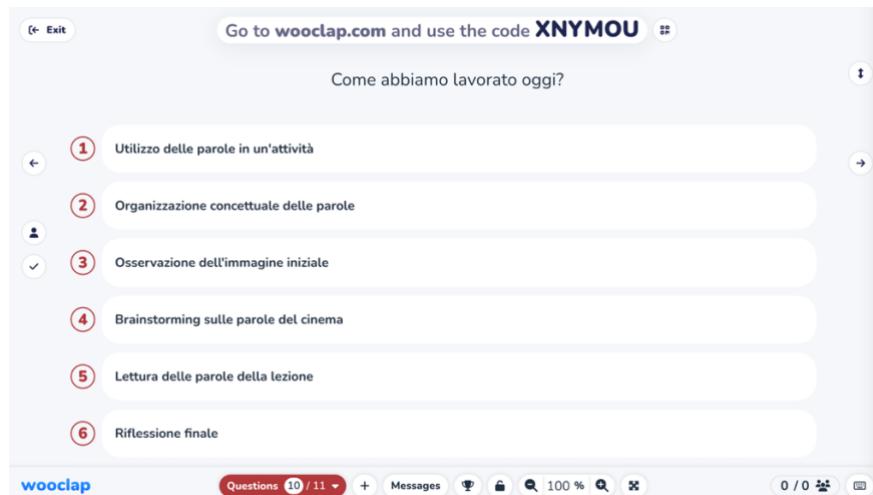 Exit
Go to wooclap.com and use the code XNYMOU
Come abbiamo lavorato oggi?
1 Utilizzo delle parole in un'attività
2 Organizzazione concettuale delle parole
3 Osservazione dell'immagine iniziale
4 Brainstorming sulle parole del cinema
5 Lettura delle parole della lezione
6 Riflessione finale
wooclap Questions 10 / 11 + Messages 100 % 0 / 0